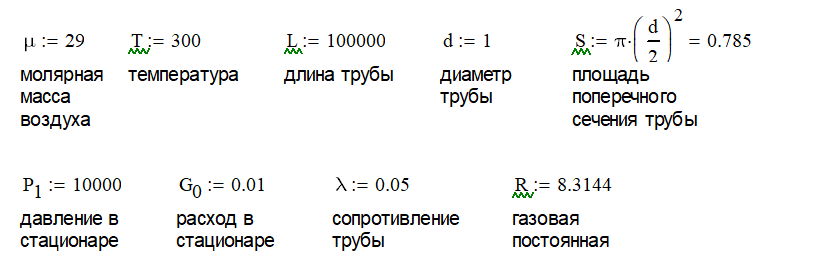 μ := 29 T := 300 L := 100000 d := 1 S := π·(d/2)^2 = 0.785
молярная масса воздуха температура длина трубы диаметр трубы площадь поперечного сечения трубы
P₁ := 10000 G₀ := 0.01 λ := 0.05 R := 8.3144
давление в стационаре расход в стационаре сопротивление трубы газовая постоянная